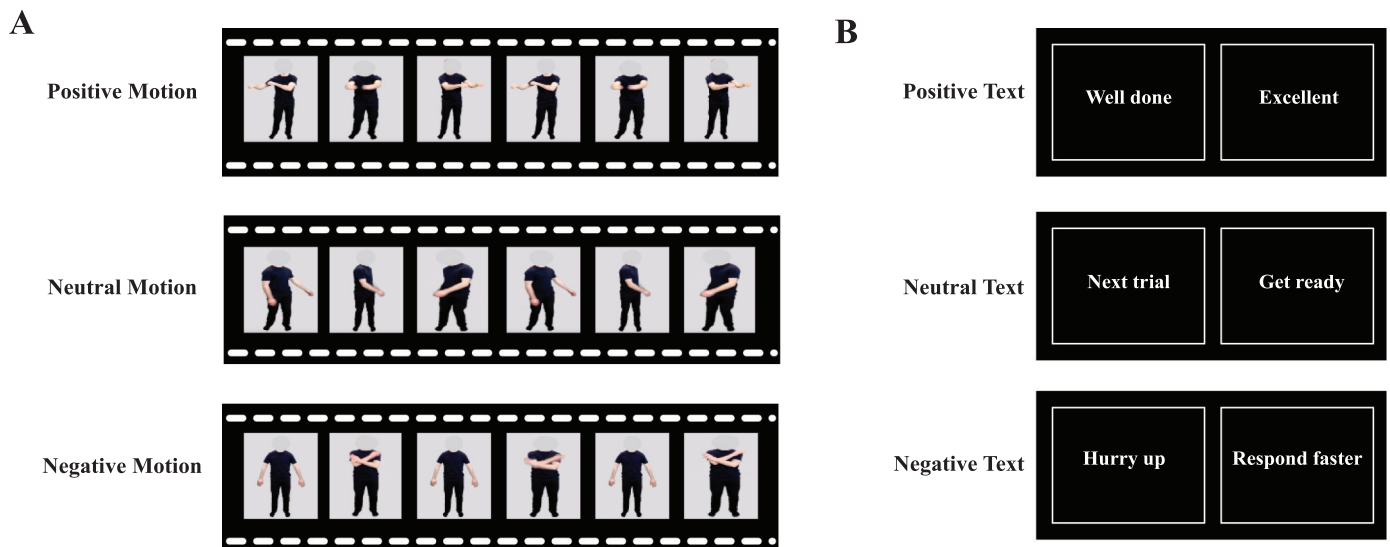 A
Positive Motion
Neutral Motion
Negative Motion
B
Positive Text
Well done
Excellent
Neutral Text
Next trial
Get ready
Negative Text
Hurry up
Respond faster